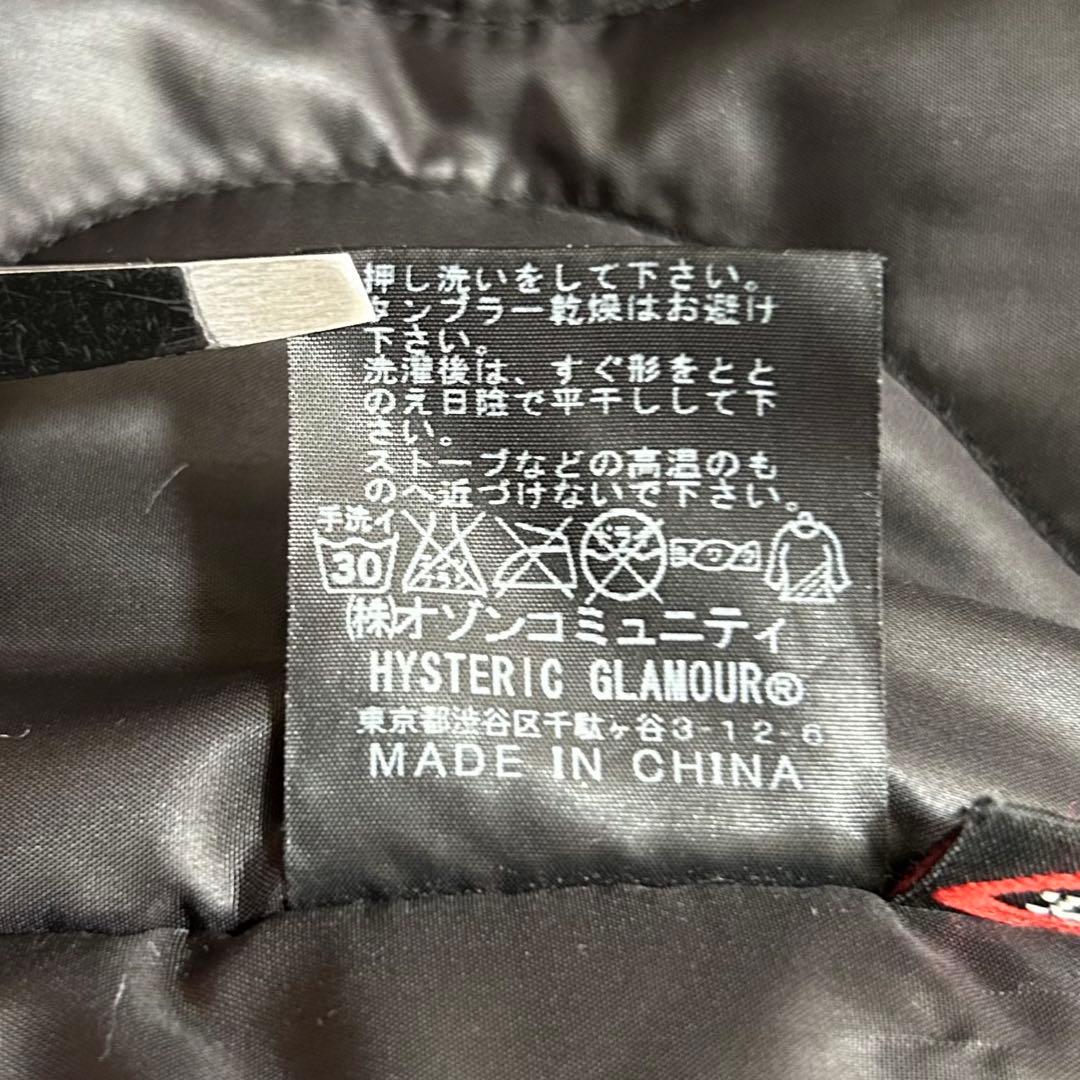 押し洗いをして下さい。
タンブラー乾燥はお避け
下さい。
洗濯後は、すぐ形をとと
のえ日陰で平干しして下
さい。
ストーブなどの高温のも
のへ近づけないで下さい。
手洗イ
30
ドライ
㈱オゾンコミュニティ
HYSTERIC GLAMOUR®
東京都渋谷区千駄ヶ谷3-12-6
MADE IN CHINA